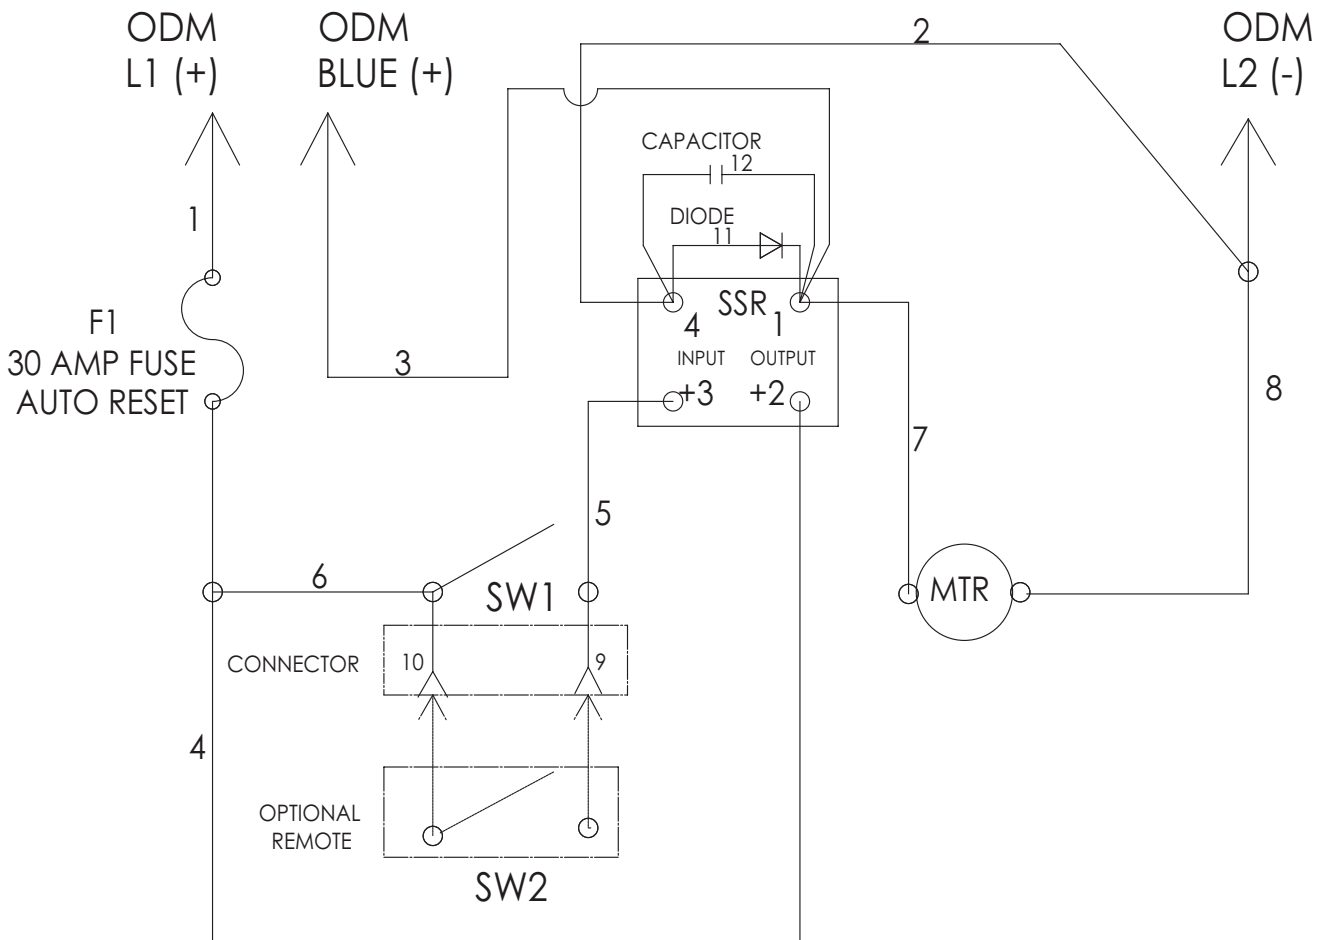 ODM
L1 (+)
ODM
BLUE (+)
2
ODM
L2 (-)
CAPACITOR
12
1
DIODE
11
F1
30 AMP FUSE
AUTO RESET
3
SSR
4
1
INPUT
OUTPUT
+3
+2
8
7
5
6
SW1
MTR
CONNECTOR
10
9
4
OPTIONAL
REMOTE
SW2